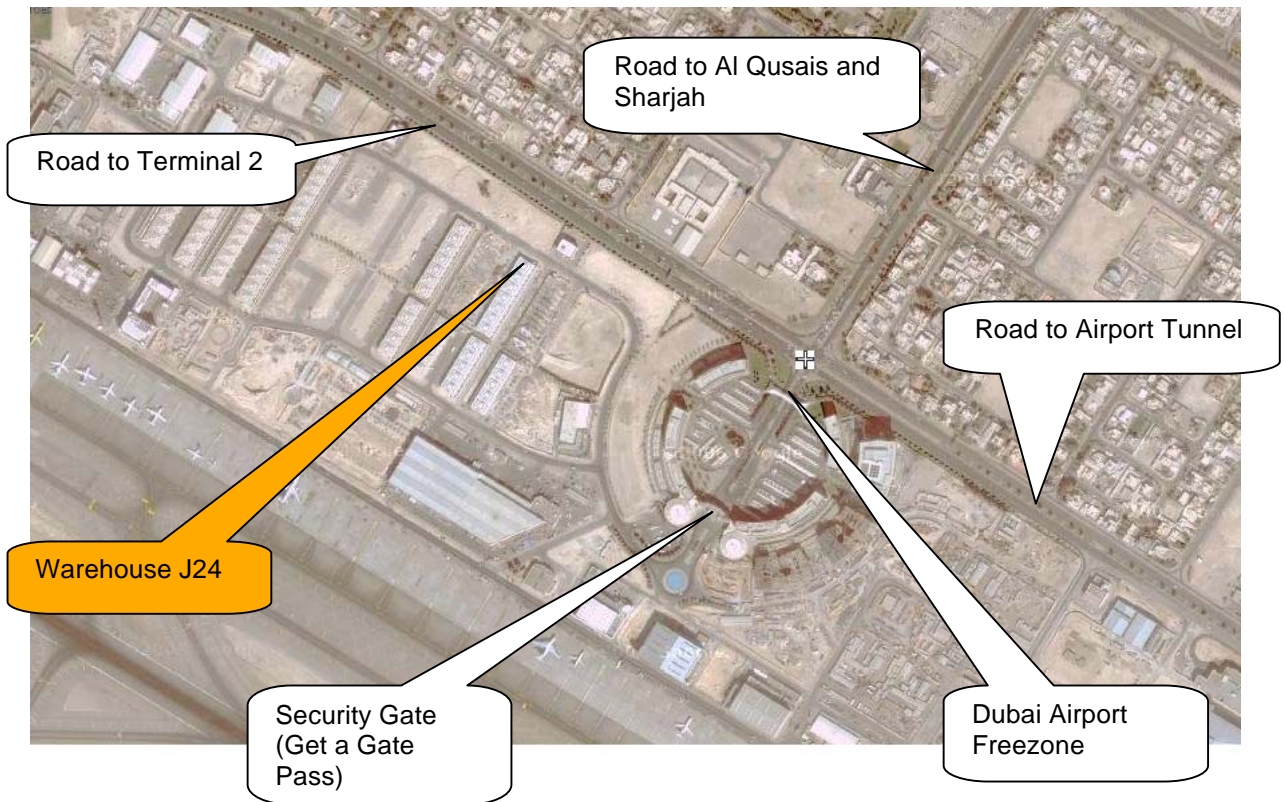 Road to Al Qusais and
Sharjah
Road to Terminal 2
Road to Airport Tunnel
Warehouse J24
Security Gate
(Get a Gate
Pass)
Dubai Airport
Freezone